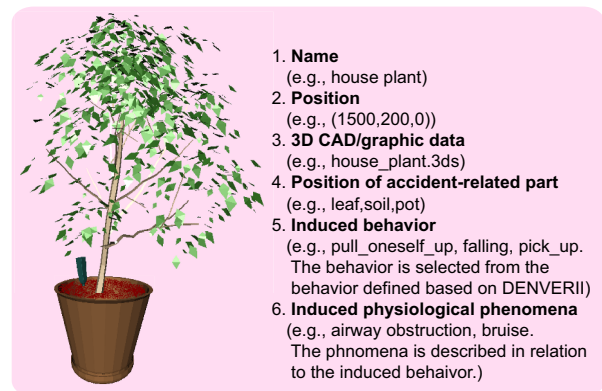 1. Name
(e.g., house plant)
2. Position
(e.g., (1500,200,0))
3. 3D CAD/graphic data
(e.g., house_plant.3ds)
4. Position of accident-related part
(e.g., leaf,soil,pot)
5. Induced behavior
(e.g., pull_oneself_up, falling, pick_up.
The behavior is selected from the
behavior defined based on DENVERII)
6. Induced physiological phenomena
(e.g., airway obstruction, bruise.
The phnomena is described in relation
to the induced behaivor.)